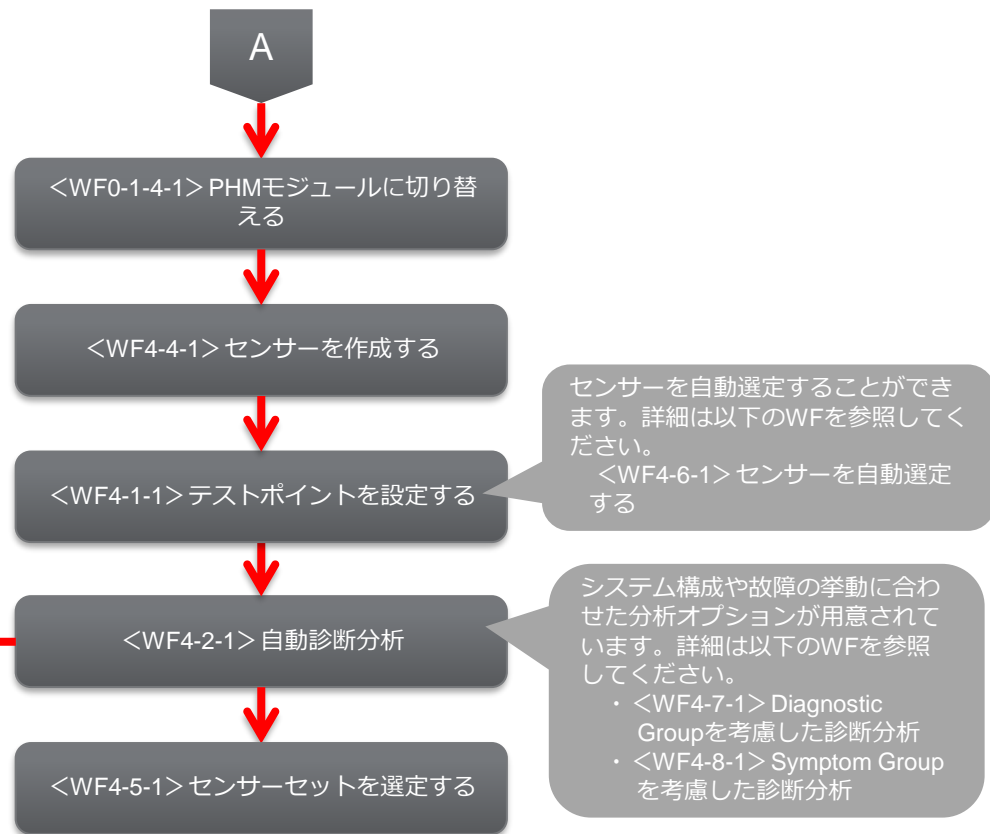 A
＜WF0-1-4-1＞PHMモジュールに切り替
える
＜WF4-4-1＞センサーを作成する
センサーを自動選定することができ
ます。詳細は以下のWFを参照してく
ださい。
＜WF4-6-1＞センサーを自動選定
する
＜WF4-1-1＞テストポイントを設定する
システム構成や故障の挙動に合わ
せた分析オプションが用意されて
います。詳細は以下のWFを参照
してください。
・＜WF4-7-1＞Diagnostic
Groupを考慮した診断分析
・＜WF4-8-1＞Symptom Group
を考慮した診断分析
＜WF4-2-1＞自動診断分析
＜WF4-5-1＞センサーセットを選定する